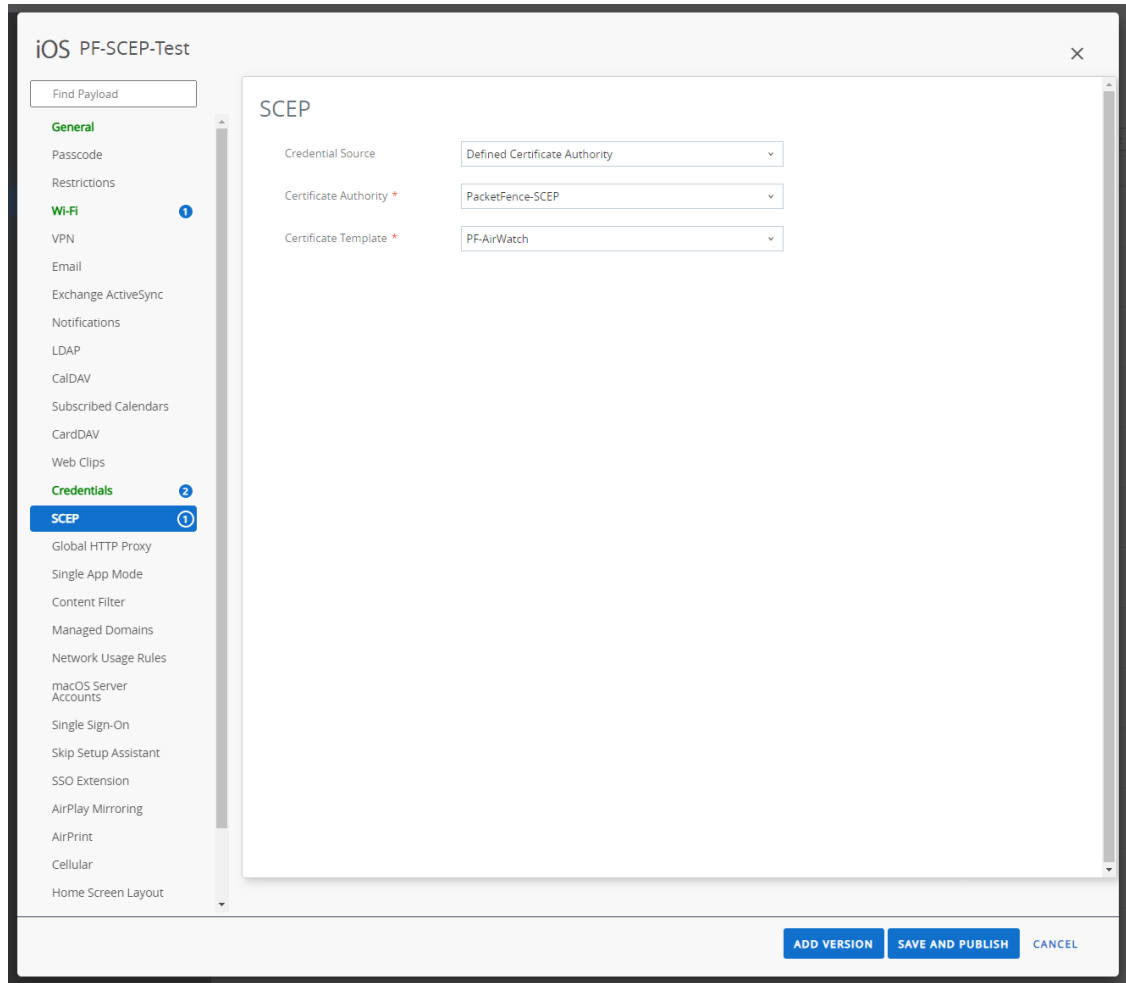 iOS PF-SCEP-Test
Find Payload
General
Passcode
Restrictions
Wi-Fi 1
VPN
Email
Exchange ActiveSync
Notifications
LDAP
CalDAV
Subscribed Calendars
CardDAV
Web Clips
Credentials 2
SCEP 1
Global HTTP Proxy
Single App Mode
Content Filter
Managed Domains
Network Usage Rules
macOS Server
Accounts
Single Sign-On
Skip Setup Assistant
SSO Extension
AirPlay Mirroring
AirPrint
Cellular
Home Screen Layout
SCEP
Credential Source Defined Certificate Authority
Certificate Authority * PacketFence-SCEP
Certificate Template * PF-AirWatch
ADD VERSION SAVE AND PUBLISH CANCEL